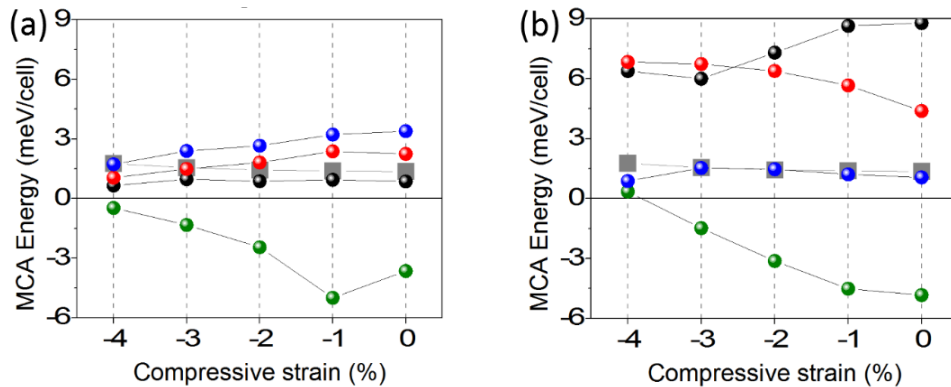 (a)
9
6
3
0
-3
-6
MCA Energy (meV/cell)
-4 -3 -2 -1 0
Compressive strain (%)
(b)
9
6
3
0
-3
-6
MCA Energy (meV/cell)
-4 -3 -2 -1 0
Compressive strain (%)